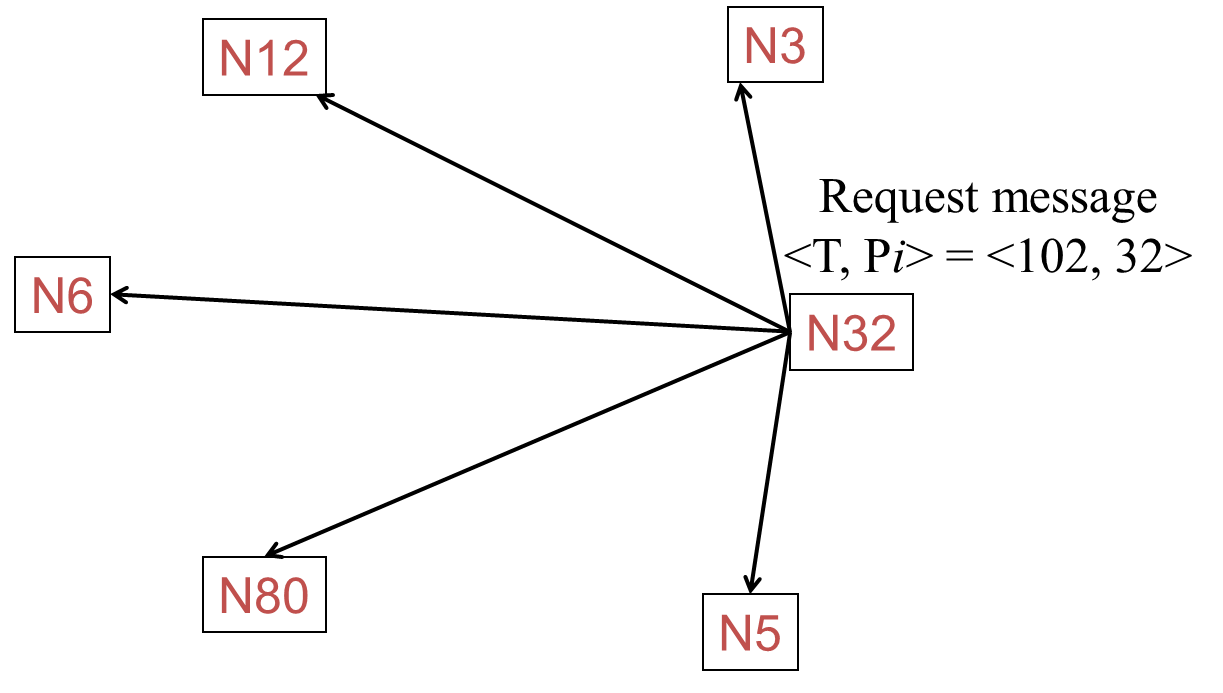 N12
N3
Request message
<T, Pi> = <102, 32>
N6
N32
N80
N5